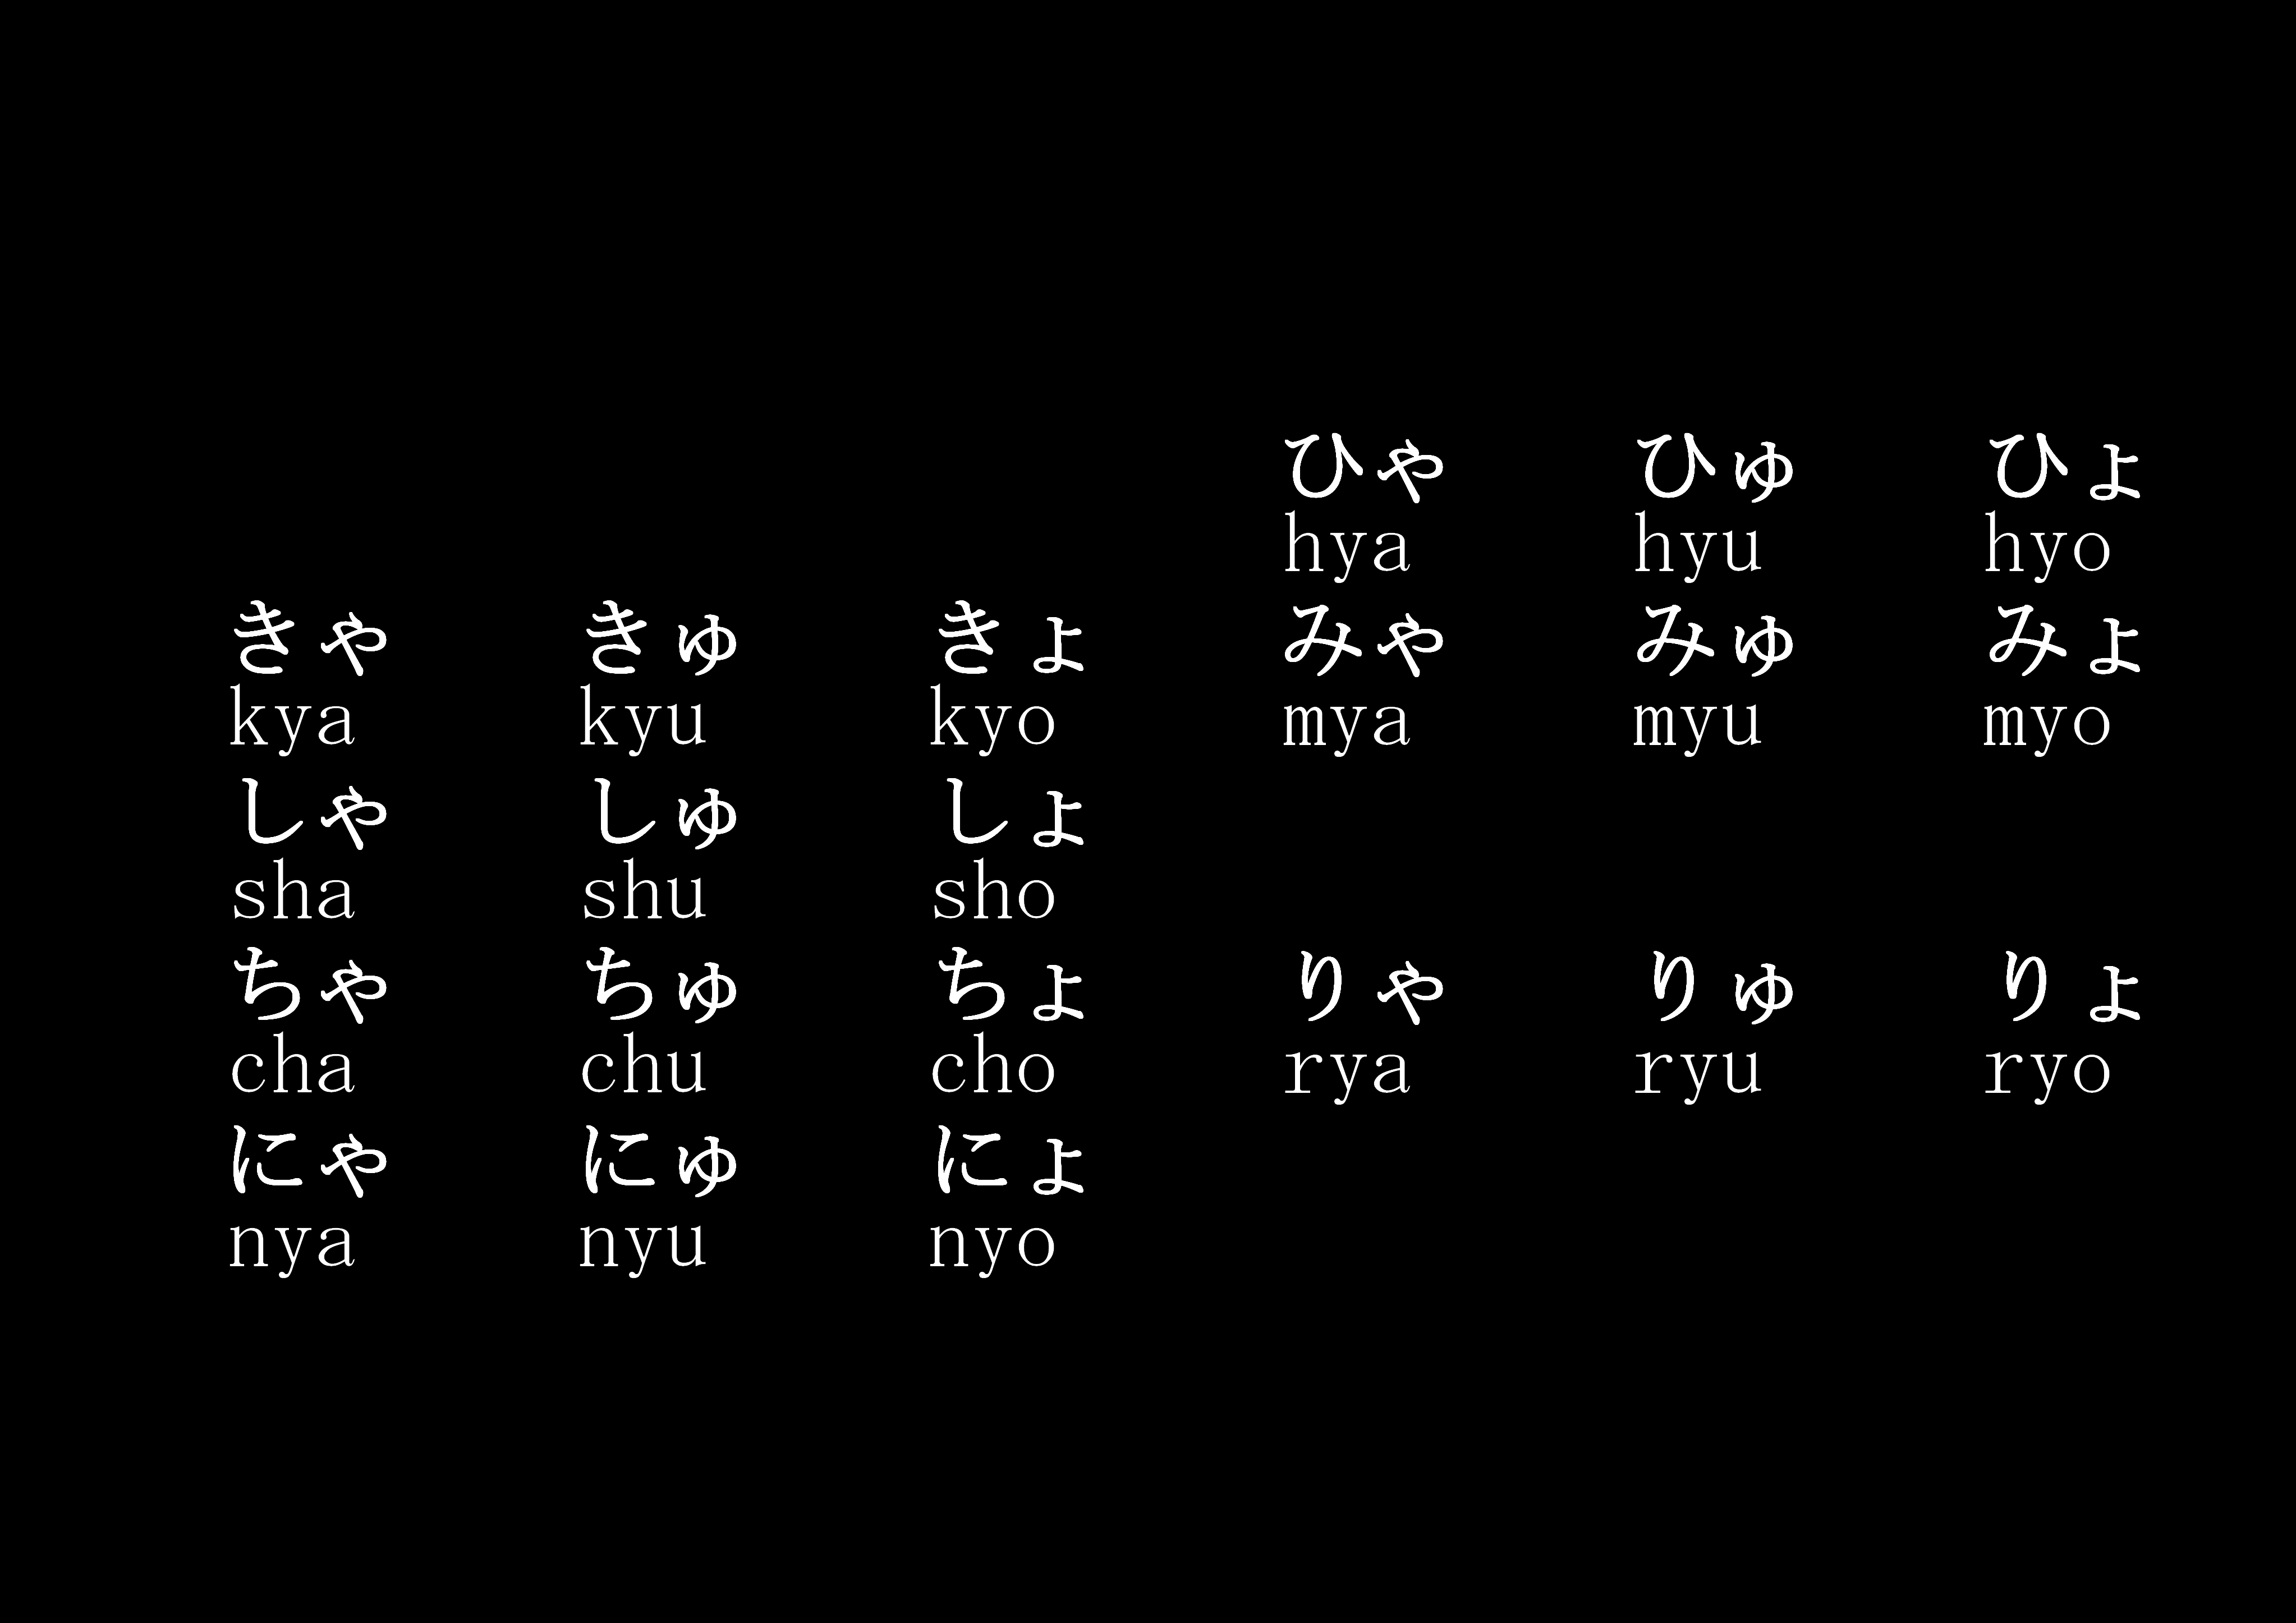 ひゃ ひゅ ひょ
hya hyu hyo
きゃ きゅ きょ みゃ みゅ みょ
kya kyu kyo mya myu myo
しゃ しゅ しょ
sha shu sho
ちゃ ちゅ ちょ りゃ りゅ りょ
cha chu cho rya ryu ryo
にゃ にゅ にょ
nya nyu nyo